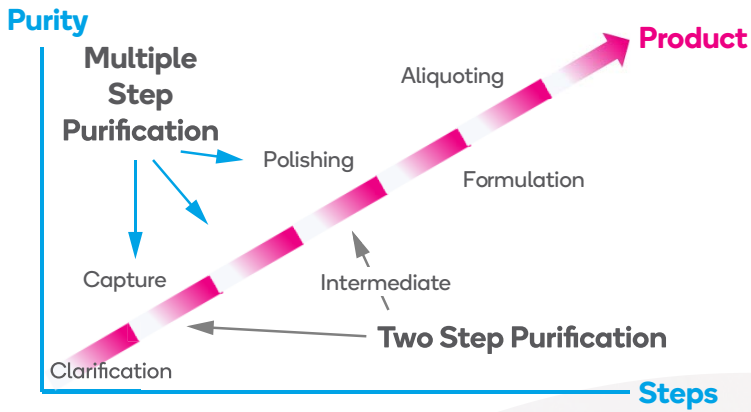 Purity
Product
Multiple
Step
Purification
Aliquoting
Polishing
Formulation
Capture
Intermediate
Two Step Purification
Clarification
Steps